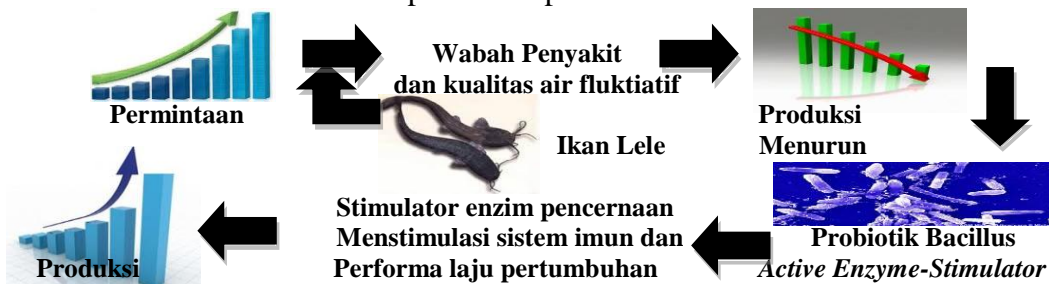 Wabah Penyakit
dan kualitas air fluktiatif
Permintaan
Ikan Lele
Produksi
Menurun
Probiotik Bacillus
Active Enzyme-Stimulator
Stimulator enzim pencernaan
Menstimulasi sistem imun dan
Performa laju pertumbuhan
Produksi